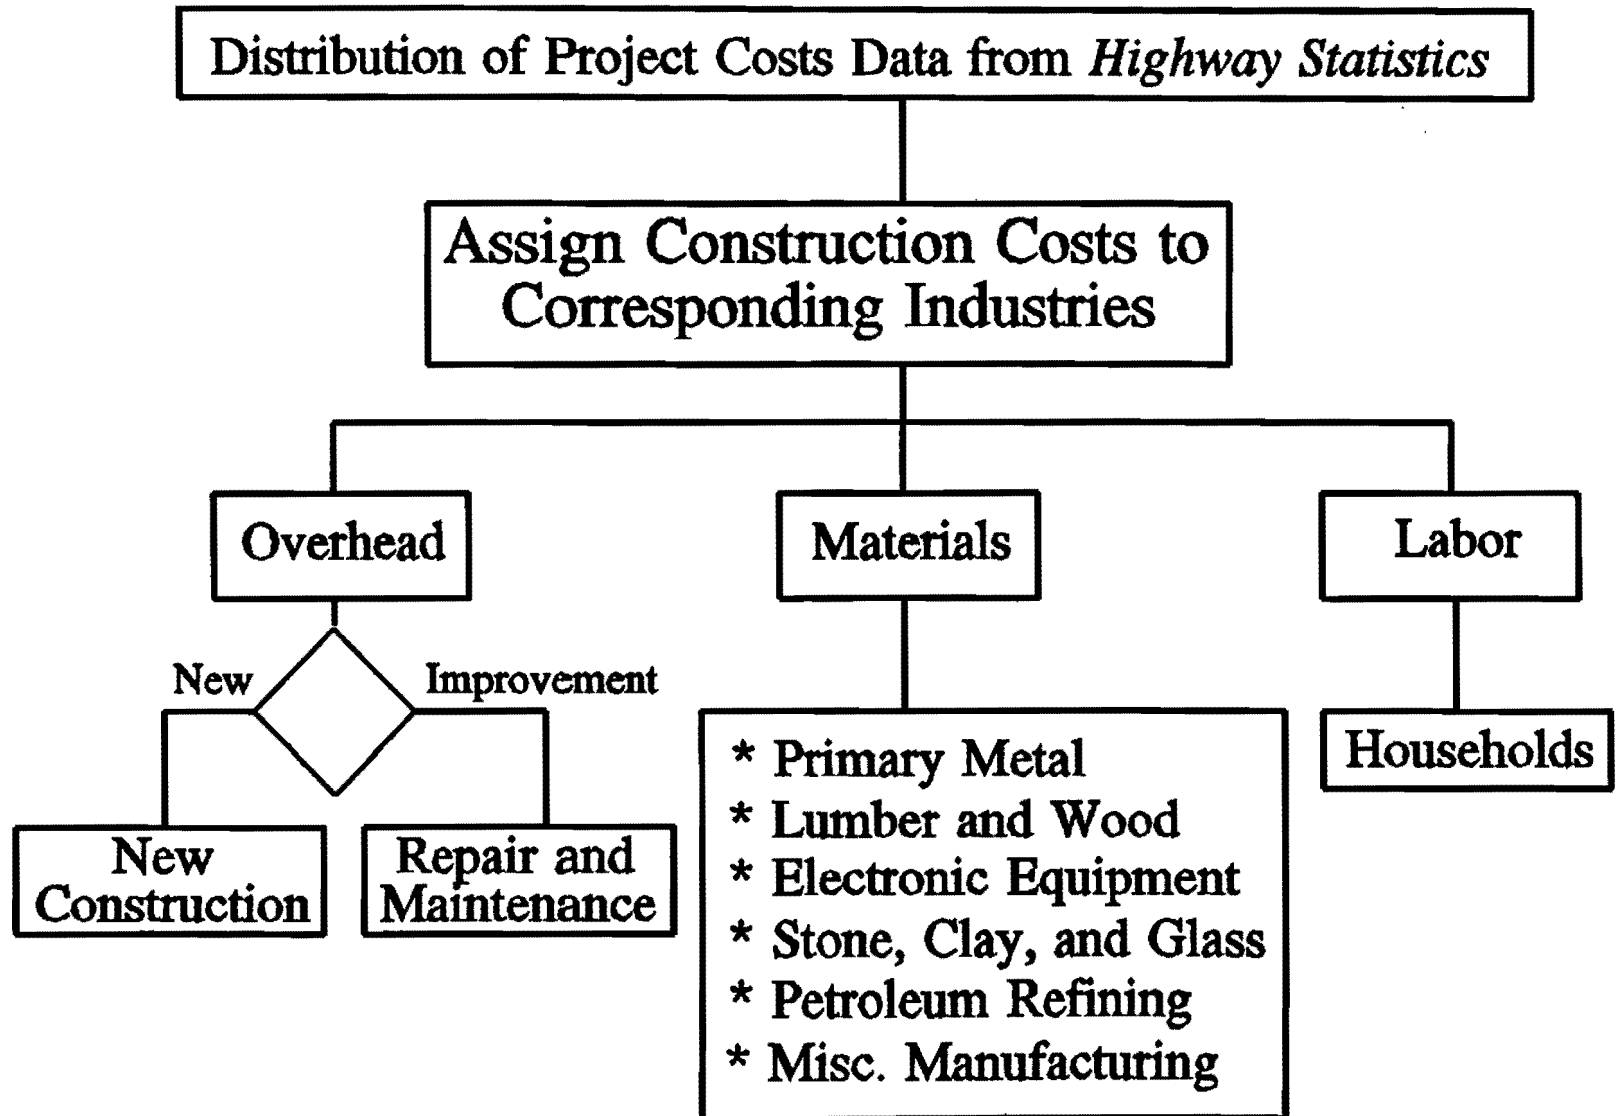 Distribution of Project Costs Data from Highway Statistics
Assign Construction Costs to
Corresponding Industries
Overhead
Materials
Labor
New
Improvement
New
Construction
Repair and
Maintenance
* Primary Metal
* Lumber and Wood
* Electronic Equipment
* Stone, Clay, and Glass
* Petroleum Refining
* Misc. Manufacturing
Households